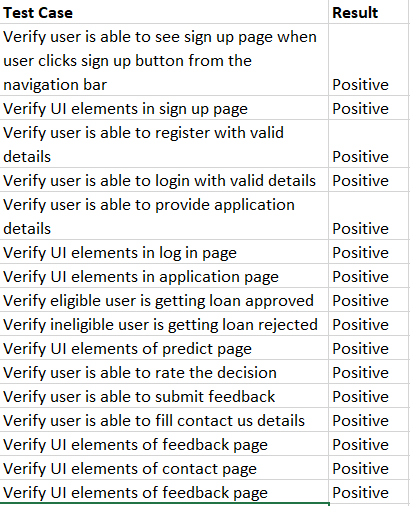 Test Case Result
Verify user is able to see sign up page when
user clicks sign up button from the
navigation bar Positive
Verify UI elements in sign up page Positive
Verify user is able to register with valid
details Positive
Verify user is able to login with valid details Positive
Verify user is able to provide application
details Positive
Verify UI elements in log in page Positive
Verify UI elements in application page Positive
Verify eligible user is getting loan approved Positive
Verify ineligible user is getting loan rejected Positive
Verify UI elements of predict page Positive
Verify user is able to rate the decision Positive
Verify user is able to submit feedback Positive
Verify user is able to fill contact us details Positive
Verify UI elements of feedback page Positive
Verify UI elements of contact page Positive
Verify UI elements of feedback page Positive